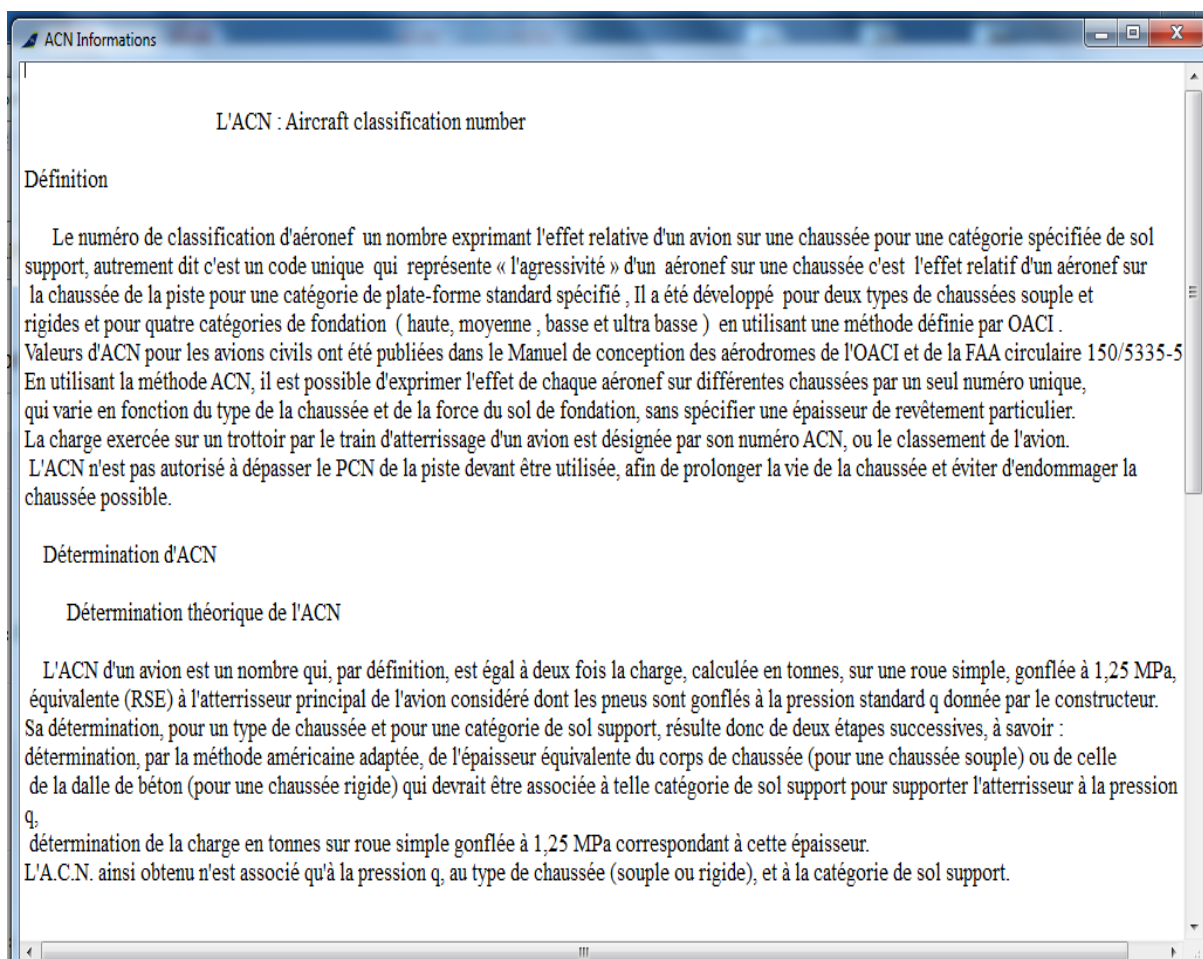 ACN Informations
L'ACN : Aircraft classification number
Définition
Le numéro de classification d'aéronef un nombre exprimant l'effet relative d'un avion sur une chaussée pour une catégorie spécifiée de sol
support, autrement dit c'est un code unique qui représente « l'agressivité » d'un aéronef sur une chaussée c'est l'effet relatif d'un aéronef sur
la chaussée de la piste pour une catégorie de plate-forme standard spécifié , Il a été développé pour deux types de chaussées souple et
rigides et pour quatre catégories de fondation ( haute, moyenne , basse et ultra basse ) en utilisant une méthode définie par OACI .
Valeurs d'ACN pour les avions civils ont été publiées dans le Manuel de conception des aérodromes de l'OACI et de la FAA circulaire 150/5335-5
En utilisant la méthode ACN, il est possible d'exprimer l'effet de chaque aéronef sur différentes chaussées par un seul numéro unique,
qui varie en fonction du type de la chaussée et de la force du sol de fondation, sans spécifier une épaisseur de revêtement particulier.
La charge exercée sur un trottoir par le train d'atterrissage d'un avion est désignée par son numéro ACN, ou le classement de l'avion.
L'ACN n'est pas autorisé à dépasser le PCN de la piste devant être utilisée, afin de prolonger la vie de la chaussée et éviter d'endommager la
chaussée possible.
Détermination d'ACN
Détermination théorique de l'ACN
L'ACN d'un avion est un nombre qui, par définition, est égal à deux fois la charge, calculée en tonnes, sur une roue simple, gonflée à 1,25 MPa,
équivalente (RSE) à l'atterrisseur principal de l'avion considéré dont les pneus sont gonflés à la pression standard q donnée par le constructeur.
Sa détermination, pour un type de chaussée et pour une catégorie de sol support, résulte donc de deux étapes successives, à savoir :
détermination, par la méthode américaine adaptée, de l'épaisseur équivalente du corps de chaussée (pour une chaussée souple) ou de celle
de la dalle de béton (pour une chaussée rigide) qui devrait être associée à telle catégorie de sol support pour supporter l'atterrisseur à la pression
q,
détermination de la charge en tonnes sur roue simple gonflée à 1,25 MPa correspondant à cette épaisseur.
L'A.C.N. ainsi obtenu n'est associé qu'à la pression q, au type de chaussée (souple ou rigide), et à la catégorie de sol support.